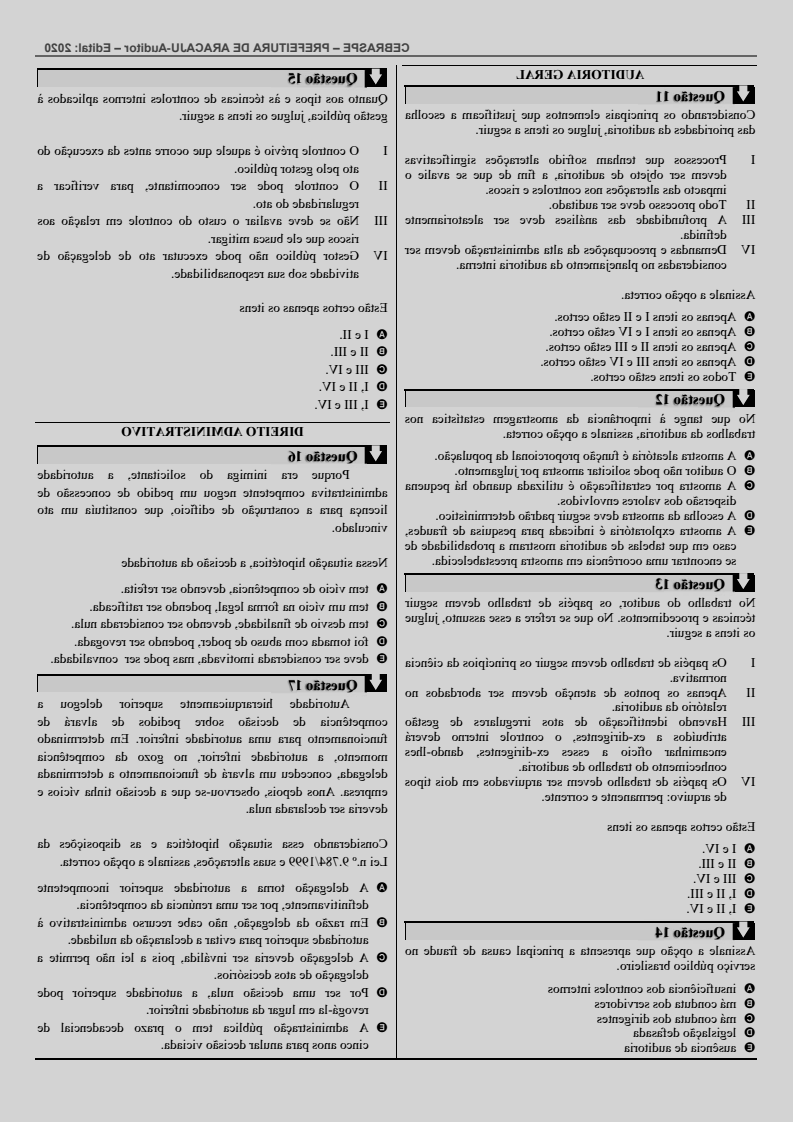 CEBRASPE – PREFEITURA DE ARACAJU-Auditor – Edital: 2020
AUDITORIA GERAL
Questão 11
Considerando os principais elementos que justificam a escolha
das prioridades da auditoria, julgue os itens a seguir.
I Processos que tenham sofrido alterações significativas
devem ser objeto de auditoria, a fim de que se avalie o
impacto das alterações nos controles e riscos.
II Todo processo deve ser auditado.
III A profundidade das análises deve ser aleatoriamente
definida.
IV Demandas e preocupações da alta administração devem ser
consideradas no planejamento da auditoria interna.
Assinale a opção correta.
A Apenas os itens I e II estão certos.
B Apenas os itens I e IV estão certos.
C Apenas os itens II e III estão certos.
D Apenas os itens III e IV estão certos.
E Todos os itens estão certos.
Questão 12
No que tange à importância da amostragem estatística nos
trabalhos da auditoria, assinale a opção correta.
A A amostra aleatória é função proporcional da população.
B O auditor não pode solicitar amostra por julgamento.
C A amostra por estratificação é utilizada quando há pequena
dispersão dos valores envolvidos.
D A escolha da amostra deve seguir padrão determinístico.
E A amostra exploratória é indicada para pesquisa de fraudes,
caso em que tabelas de auditoria mostram a probabilidade de
se encontrar uma ocorrência em amostra preestabelecida.
Questão 13
No trabalho do auditor, os papéis de trabalho devem seguir
técnicas e procedimentos. No que se refere a esse assunto, julgue
os itens a seguir.
I Os papéis de trabalho devem seguir os princípios da ciência
normativa.
II Apenas os pontos de atenção devem ser abordados no
relatório da auditoria.
III Havendo identificação de atos irregulares de gestão
atribuídos a ex-dirigentes, o controle interno deverá
encaminhar ofício a esses ex-dirigentes, dando-lhes
conhecimento do trabalho de auditoria.
IV Os papéis de trabalho devem ser arquivados em dois tipos
de arquivo: permanente e corrente.
Estão certos apenas os itens
A I e IV.
B II e III.
C III e IV.
D I, II e III.
E I, II e IV.
Questão 14
Assinale a opção que apresenta a principal causa de fraude no
serviço público brasileiro.
A insuficiência dos controles internos
B má conduta dos servidores
C má conduta dos dirigentes
D legislação defasada
E ausência de auditoria
Questão 15
Quanto aos tipos e às técnicas de controles internos aplicados à
gestão pública, julgue os itens a seguir.
I O controle prévio é aquele que ocorre antes da execução do
ato pelo gestor público.
II O controle pode ser concomitante, para verificar a
regularidade do ato.
III Não se deve avaliar o custo do controle em relação aos
riscos que ele busca mitigar.
IV Gestor público não pode executar ato de delegação de
atividade sob sua responsabilidade.
Estão certos apenas os itens
A I e II.
B II e III.
C III e IV.
D I, II e IV.
E I, III e IV.
DIREITO ADMINISTRATIVO
Questão 16
Porque era inimiga do solicitante, a autoridade
administrativa competente negou um pedido de concessão de
licença para a construção de edifício, que constituía um ato
vinculado.
Nessa situação hipotética, a decisão da autoridade
A tem vício de competência, devendo ser refeita.
B tem um vício na forma legal, podendo ser ratificada.
C tem desvio de finalidade, devendo ser considerada nula.
D foi tomada com abuso de poder, podendo ser revogada.
E deve ser considerada imotivada, mas pode ser convalidada.
Questão 17
Autoridade hierarquicamente superior delegou a
competência de decisão sobre pedidos de alvará de
funcionamento para uma autoridade inferior. Em determinado
momento, a autoridade inferior, no gozo da competência
delegada, concedeu um alvará de funcionamento a determinada
empresa. Anos depois, observou-se que a decisão tinha vícios e
deveria ser declarada nula.
Considerando essa situação hipotética e as disposições da
Lei n.º 9.784/1999 e suas alterações, assinale a opção correta.
A A delegação torna a autoridade superior incompetente
definitivamente, por ser uma renúncia da competência.
B Em razão da delegação, não cabe recurso administrativo à
autoridade superior para evitar a declaração da nulidade.
C A delegação deveria ser inválida, pois a lei não permite a
delegação de atos decisórios.
D Por ser uma decisão nula, a autoridade superior pode
revogá-la em lugar da autoridade inferior.
E A administração pública tem o prazo decadencial de
cinco anos para anular decisão viciada.